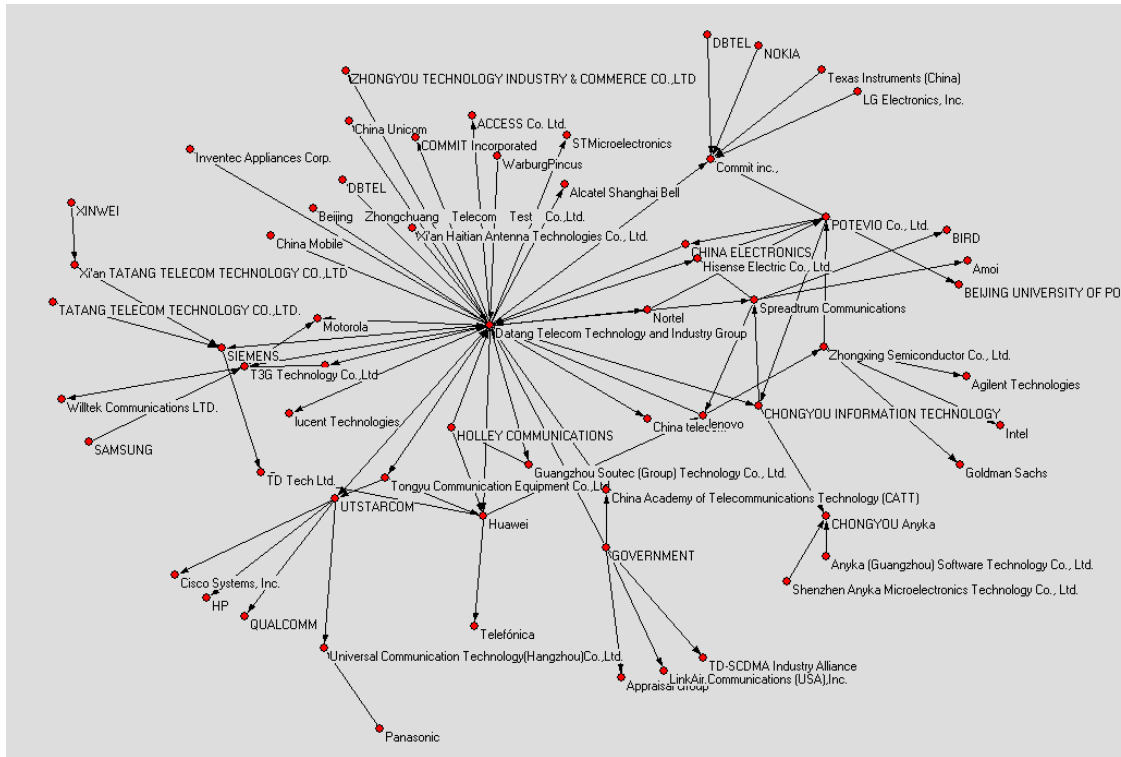 DBTEL
NOKIA
ZHONGYOU TECHNOLOGY INDUSTRY & COMMERCE CO.,LTD
Texas Instruments (China)
LG Electronics, Inc.
ACCESS Co. Ltd.
China Unicom
COMMIT Incorporated
STMicroelectronics
Inventec Appliances Corp.
WarburgPincus
Commit inc.,
DBTEL
Alcatel Shanghai Bell
Beijing Zhongchuang Telecom Test Co.,Ltd.
XINWEI
POTEVIO Co., Ltd.
Xi'an Haitian Antenna Technologies Co., Ltd.
BIRD
China Mobile
CHINA ELECTRONICS
Hisense Electric Co., Ltd.
Amoi
Xi'an TATANG TELECOM TECHNOLOGY CO.,LTD
BEIJING UNIVERSITY OF PO
TATANG TELECOM TECHNOLOGY CO.,LTD.
Spreadtrum Communications
Nortel
Motorola
Datang Telecom Technology and Industry Group
SIEMENS
Zhongxing Semiconductor Co., Ltd.
T3G Technology Co.,Ltd
Agilent Technologies
Willtek Communications LTD.
lucent Technologies
CHONGYOU INFORMATION TECHNOLOGY
China telec...
lenovo
Intel
HOLLEY COMMUNICATIONS
SAMSUNG
Guangzhou Soutec (Group) Technology Co., Ltd.
Goldman Sachs
TD Tech Ltd.
Tongyu Communication Equipment Co.,Ltd
China Academy of Telecommunications Technology (CATT)
UTSTARCOM
Huawei
CHONGYOU Anyka
GOVERNMENT
Anyka (Guangzhou) Software Technology Co., Ltd.
Cisco Systems, Inc.
Shenzhen Anyka Microelectronics Technology Co., Ltd.
HP
QUALCOMM
Telefónica
Universal Communication Technology(Hangzhou)Co.,Ltd.
TD-SCDMA Industry Alliance
LinkAir Communications (USA),Inc.
Appraisal Group
Panasonic